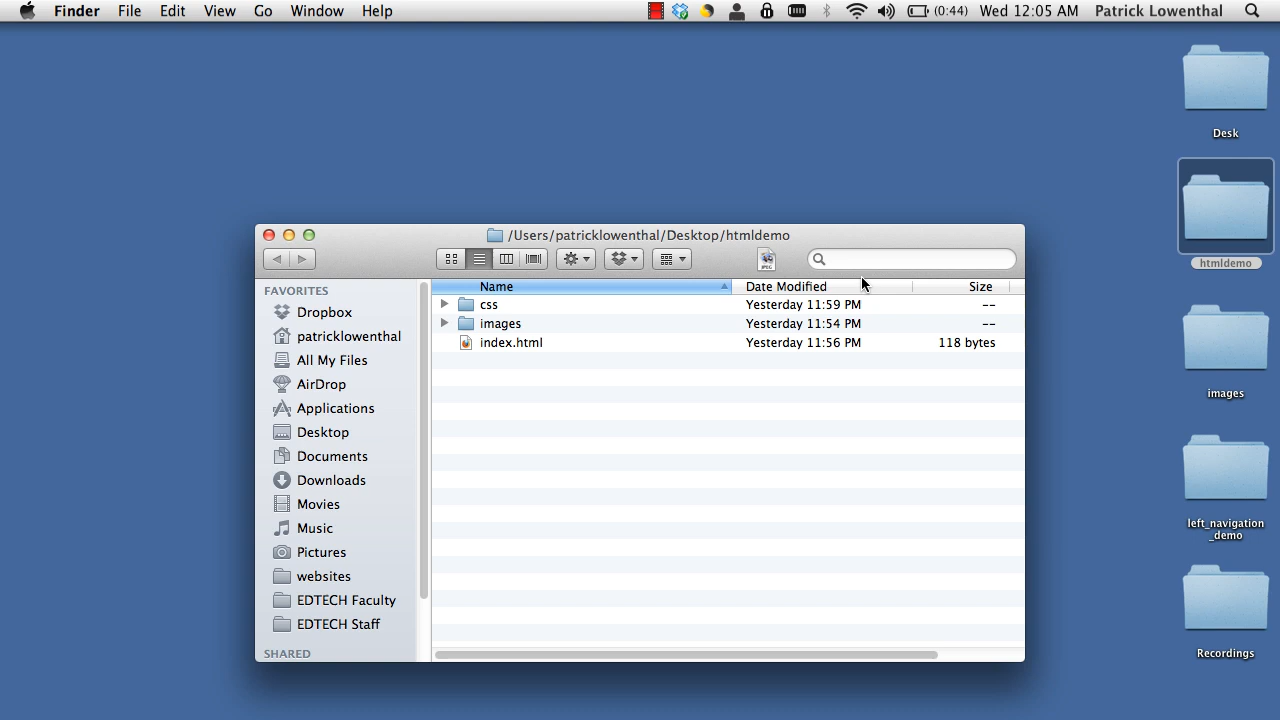 Finder File Edit View Go Window Help (0:44) Wed 12:05 AM Patrick Lowenthal
Desk
htmldemo
images
left_navigation
_demo
Recordings
/Users/patricklowenthal/Desktop/htmldemo
JPEG
FAVORITES
Dropbox
patricklowenthal
All My Files
AirDrop
Applications
Desktop
Documents
Downloads
Movies
Music
Pictures
websites
EDTECH Faculty
EDTECH Staff
SHARED
Name Date Modified Size
css Yesterday 11:59 PM --
images Yesterday 11:54 PM --
index.html Yesterday 11:56 PM 118 bytes